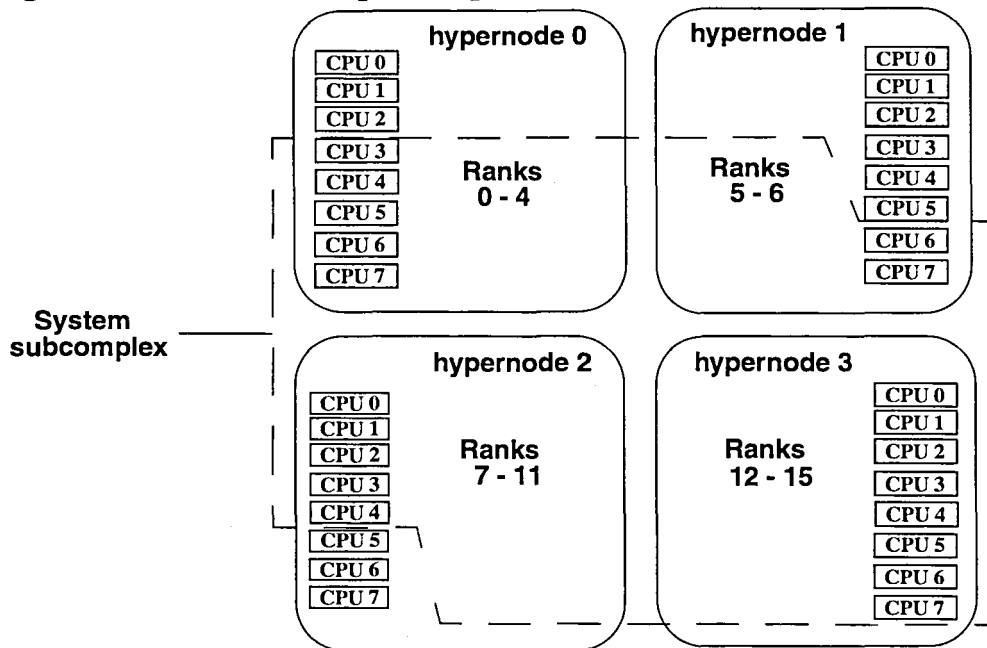 hypernode 0
CPU 0
CPU 1
CPU 2
CPU 3
CPU 4
CPU 5
CPU 6
CPU 7
Ranks
0 - 4
hypernode 1
CPU 0
CPU 1
CPU 2
CPU 3
CPU 4
CPU 5
CPU 6
CPU 7
Ranks
5 - 6
System
subcomplex
hypernode 2
CPU 0
CPU 1
CPU 2
CPU 3
CPU 4
CPU 5
CPU 6
CPU 7
Ranks
7 - 11
hypernode 3
CPU 0
CPU 1
CPU 2
CPU 3
CPU 4
CPU 5
CPU 6
CPU 7
Ranks
12 - 15